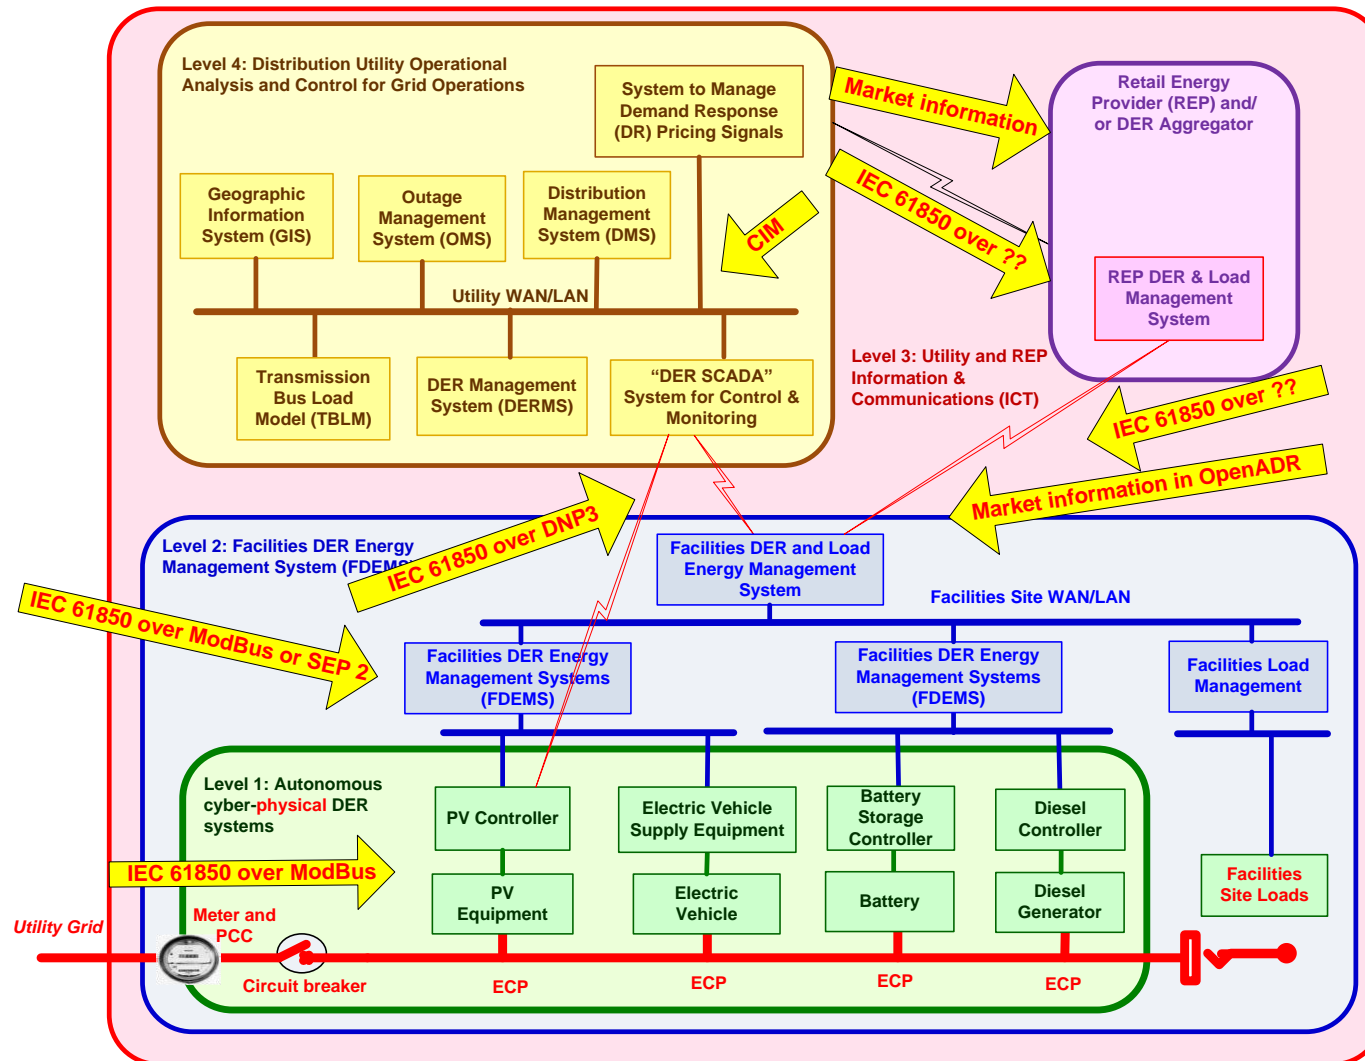 Level 4: Distribution Utility Operational
Analysis and Control for Grid Operations
System to Manage
Demand Response
(DR) Pricing Signals
Market information
Retail Energy
Provider (REP) and/
or DER Aggregator
Geographic
Information
System (GIS)
Outage
Management
System (OMS)
Distribution
Management
System (DMS)
CIM
IEC 61850 over ??
Utility WAN/LAN
REP DER & Load
Management
System
Transmission
Bus Load
Model (TBLM)
DER Management
System (DERMS)
“DER SCADA”
System for Control &
Monitoring
Level 3: Utility and REP
Information &
Communications (ICT)
IEC 61850 over ??
Market information in OpenADR
IEC 61850 over DNP3
Level 2: Facilities DER Energy
Management System (FDEMS)
Facilities DER and Load
Energy Management
System
Facilities Site WAN/LAN
IEC 61850 over ModBus or SEP 2
Facilities DER Energy
Management Systems
(FDEMS)
Facilities DER Energy
Management Systems
(FDEMS)
Facilities Load
Management
Level 1: Autonomous
cyber-physical DER
systems
PV Controller
Electric Vehicle
Supply Equipment
Battery
Storage
Controller
Diesel
Controller
IEC 61850 over ModBus
PV
Equipment
Electric
Vehicle
Battery
Diesel
Generator
Facilities
Site Loads
Utility Grid
Meter and
PCC
Circuit breaker
ECP
ECP
ECP
ECP